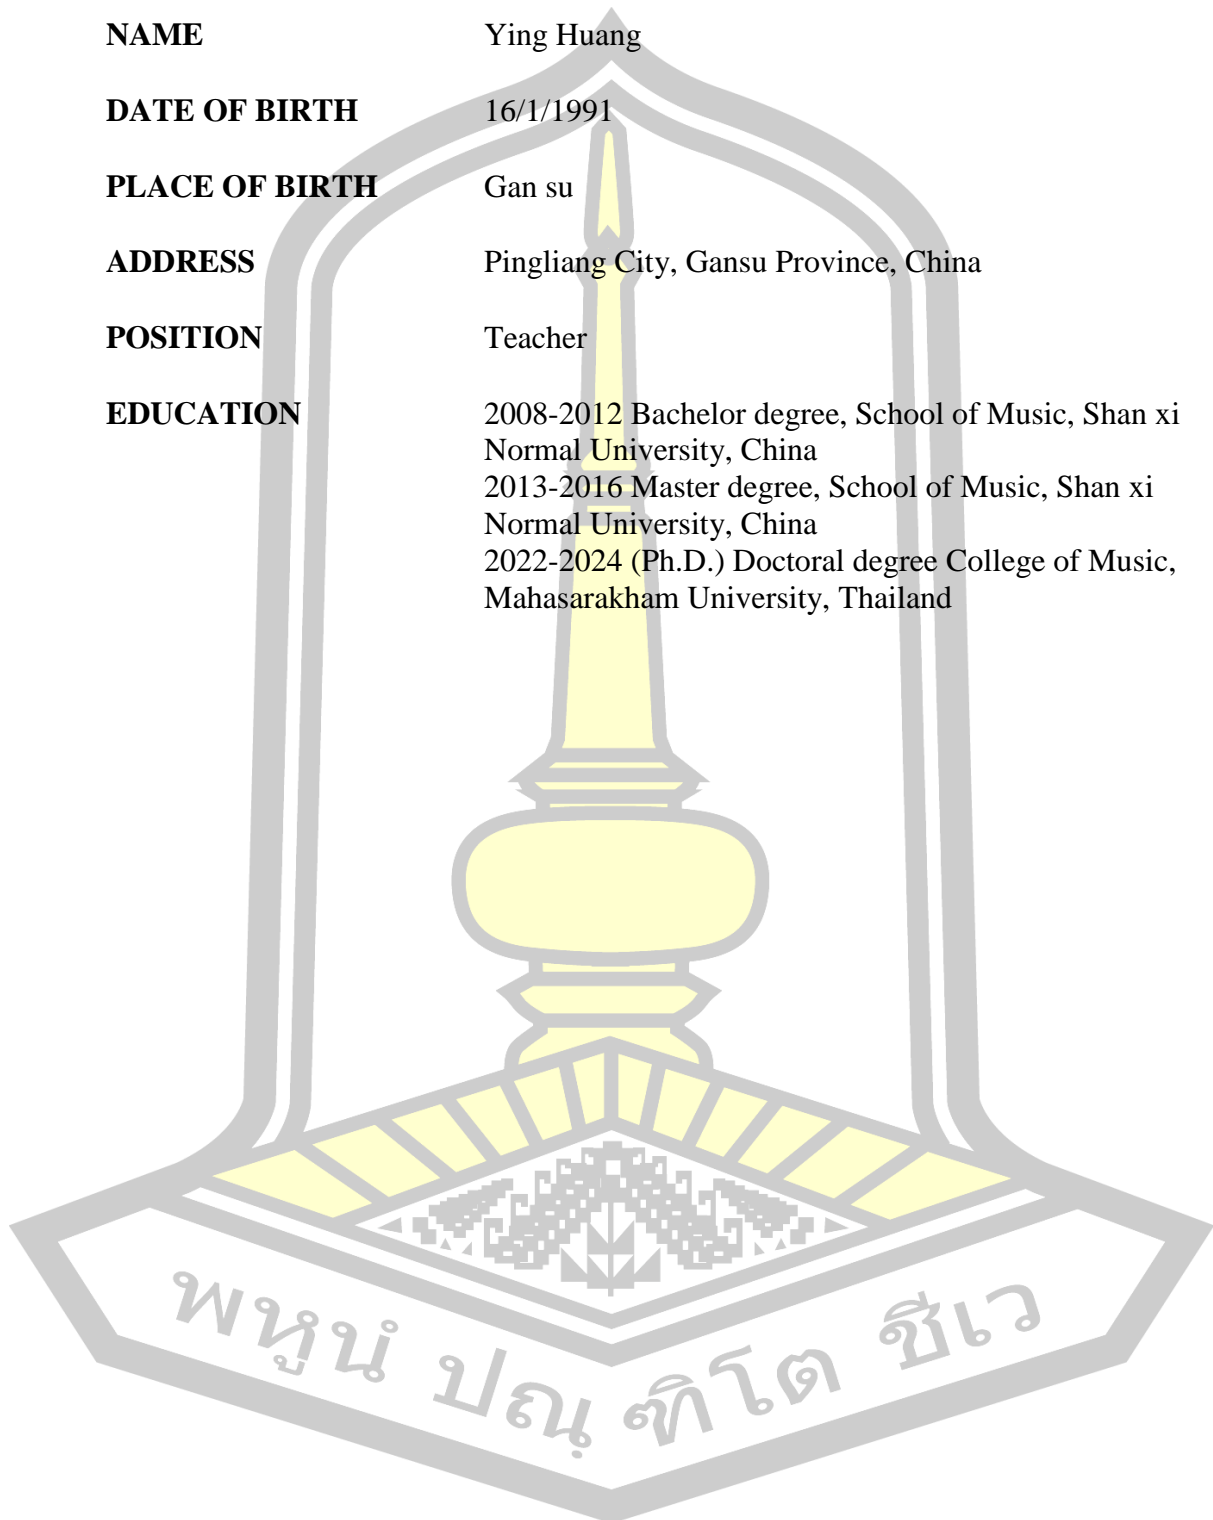 NAME Ying Huang
DATE OF BIRTH 16/1/1991
PLACE OF BIRTH Gan su
ADDRESS Pingliang City, Gansu Province, China
POSITION Teacher
EDUCATION 2008-2012 Bachelor degree, School of Music, Shan xi
Normal University, China
2013-2016 Master degree, School of Music, Shan xi
Normal University, China
2022-2024 (Ph.D.) Doctoral degree College of Music,
Mahasarakham University, Thailand
พหูนํ ปณฺฑิโต ชีเว